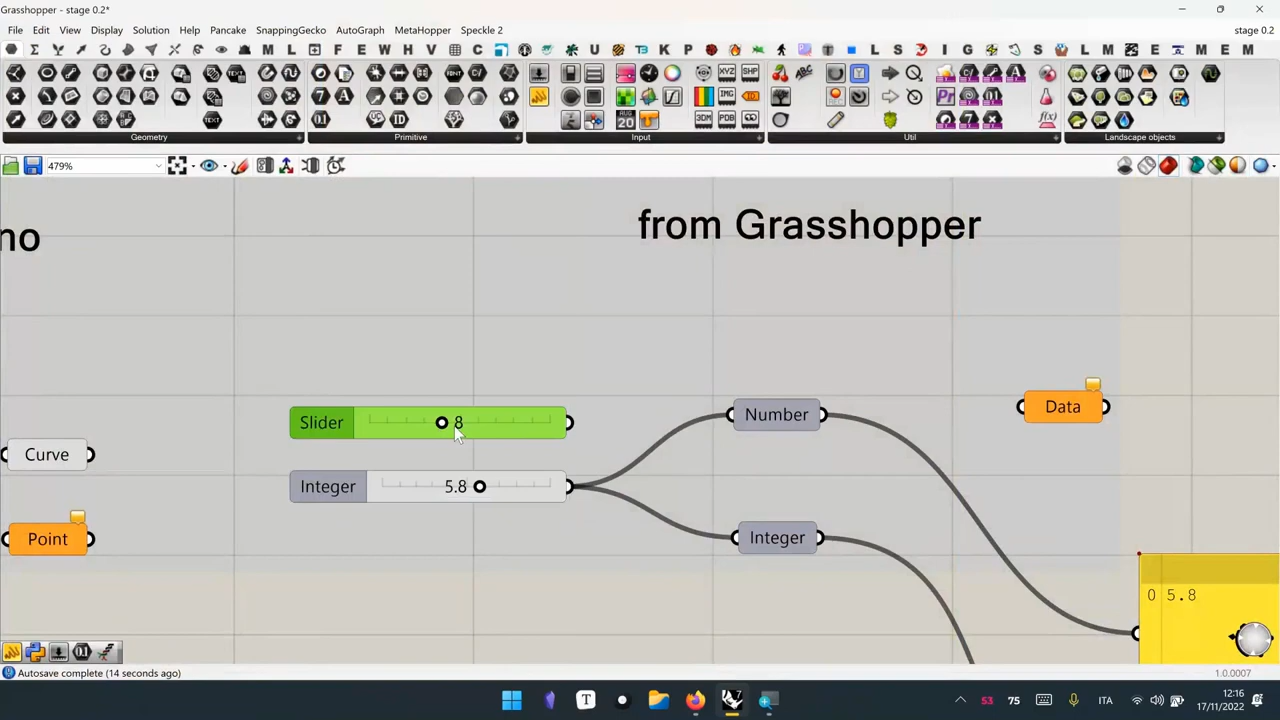 Grasshopper - stage 0.2*
File Edit View Display Solution Help Pancake SnappingGecko AutoGraph MetaHopper Speckle 2
stage 0.2
Geometry Primitive Input Util Landscape objects
479%
no
from Grasshopper
Slider 8
Number
Data
Curve
Integer 5.8
Point
Integer
0 5.8
Autosave complete (14 seconds ago)
1.0.0007
53 75 ITA
12:16
17/11/2022